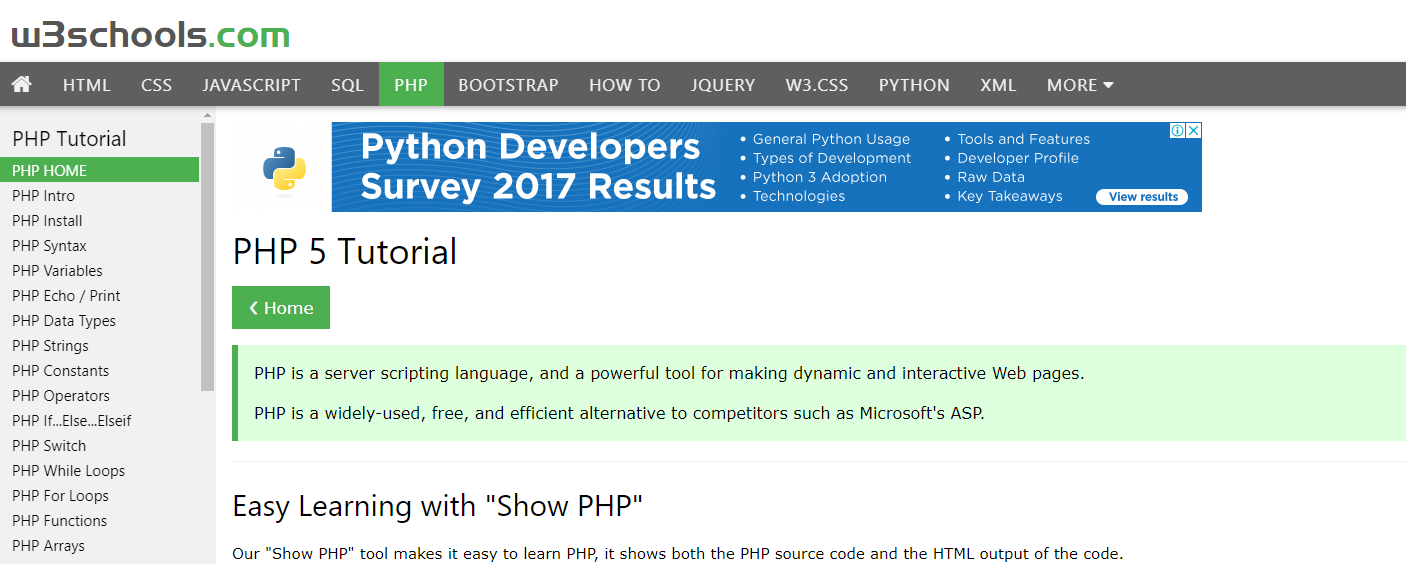 w3schools.com
HTML CSS JAVASCRIPT SQL PHP BOOTSTRAP HOW TO JQUERY W3.CSS PYTHON XML MORE
PHP Tutorial
PHP HOME
PHP Intro
PHP Install
PHP Syntax
PHP Variables
PHP Echo / Print
PHP Data Types
PHP Strings
PHP Constants
PHP Operators
PHP If...Else...Elseif
PHP Switch
PHP While Loops
PHP For Loops
PHP Functions
PHP Arrays
Python Developers
Survey 2017 Results
• General Python Usage
• Types of Development
• Python 3 Adoption
• Technologies
• Tools and Features
• Developer Profile
• Raw Data
• Key Takeaways
View results
PHP 5 Tutorial
❮ Home
PHP is a server scripting language, and a powerful tool for making dynamic and interactive Web pages.
PHP is a widely-used, free, and efficient alternative to competitors such as Microsoft's ASP.
Easy Learning with "Show PHP"
Our "Show PHP" tool makes it easy to learn PHP, it shows both the PHP source code and the HTML output of the code.